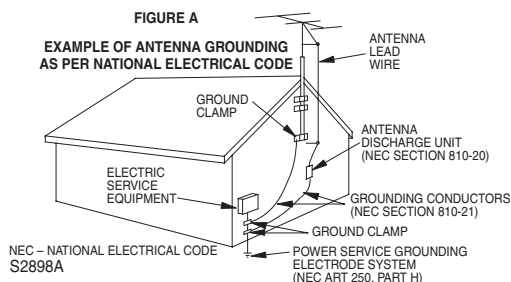 FIGURE A
EXAMPLE OF ANTENNA GROUNDING
AS PER NATIONAL ELECTRICAL CODE
ANTENNA
LEAD
WIRE
GROUND
CLAMP
ANTENNA
DISCHARGE UNIT
(NEC SECTION 810-20)
ELECTRIC
SERVICE
EQUIPMENT
GROUNDING CONDUCTORS
(NEC SECTION 810-21)
GROUND CLAMP
POWER SERVICE GROUNDING
ELECTRODE SYSTEM
(NEC ART 250, PART H)
NEC – NATIONAL ELECTRICAL CODE
S2898A